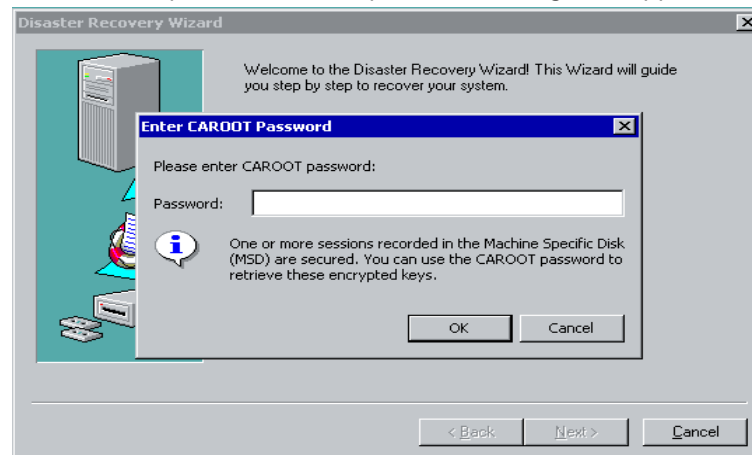 Disaster Recovery Wizard
Welcome to the Disaster Recovery Wizard! This Wizard will guide
you step by step to recover your system.
Enter CAROOT Password
Please enter CAROOT password:
Password:
One or more sessions recorded in the Machine Specific Disk
(MSD) are secured. You can use the CAROOT password to
retrieve these encrypted keys.
OK Cancel
< Back Next > Cancel